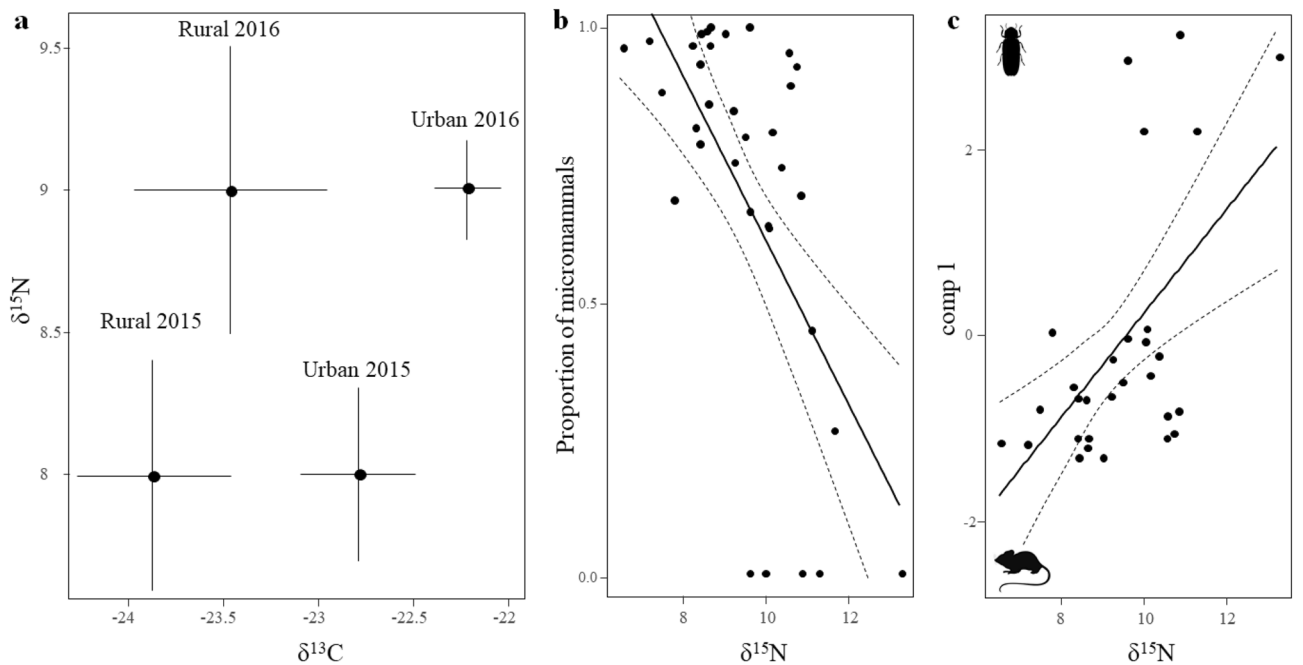 a
Rural 2016
Urban 2016
Rural 2015
Urban 2015
9.5
9
8.5
8
δ¹⁵N
-24
-23.5
-23
-22.5
-22
δ¹³C
b
1.0
0.5
0.0
Proportion of micromammals
8
10
12
δ¹⁵N
c
2
0
-2
comp 1
8
10
12
δ¹⁵N